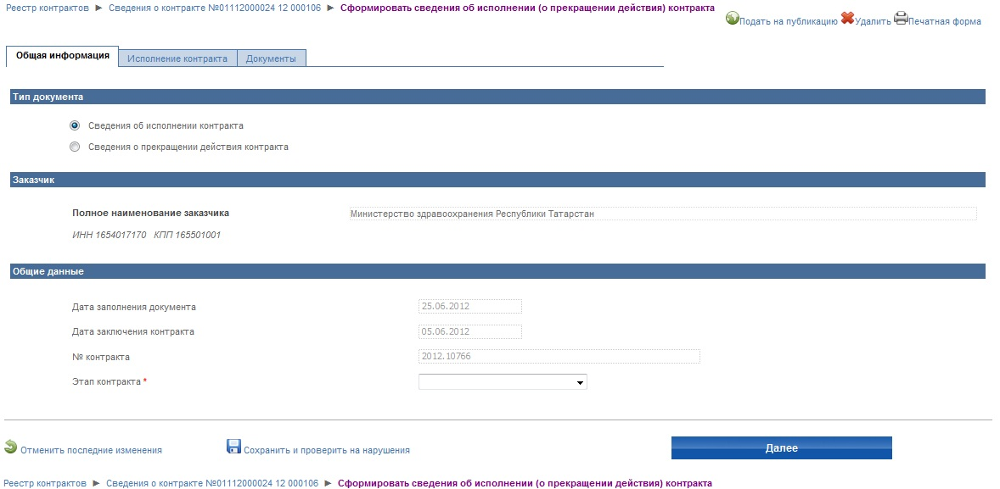 Реестр контрактов ► Сведения о контракте №01112000024 12 000106 ► Сформировать сведения об исполнении (о прекращении действия) контракта
Подать на публикацию Удалить Печатная форма
Общая информация Исполнение контракта Документы
Тип документа
Сведения об исполнении контракта
Сведения о прекращении действия контракта
Заказчик
Полное наименование заказчика Министерство здравоохранения Республики Татарстан
ИНН 1654017170 КПП 165501001
Общие данные
Дата заполнения документа 25.06.2012
Дата заключения контракта 05.06.2012
№ контракта 2012.10766
Этап контракта *
Отменить последние изменения Сохранить и проверить на нарушения Далее
Реестр контрактов ► Сведения о контракте №01112000024 12 000106 ► Сформировать сведения об исполнении (о прекращении действия) контракта